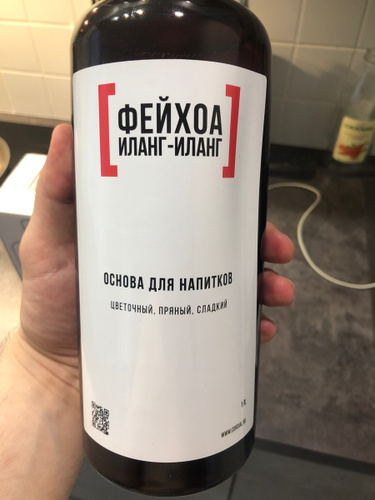 ФЕЙХОА
ИЛАНГ-ИЛАНГ
ОСНОВА ДЛЯ НАПИТКОВ
ЦВЕТОЧНЫЙ, ПРЯНЫЙ, СЛАДКИЙ